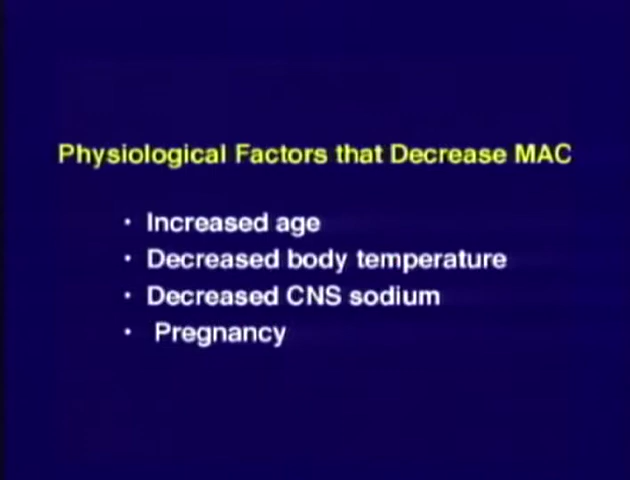 Physiological Factors that Decrease MAC
· Increased age
· Decreased body temperature
· Decreased CNS sodium
· Pregnancy